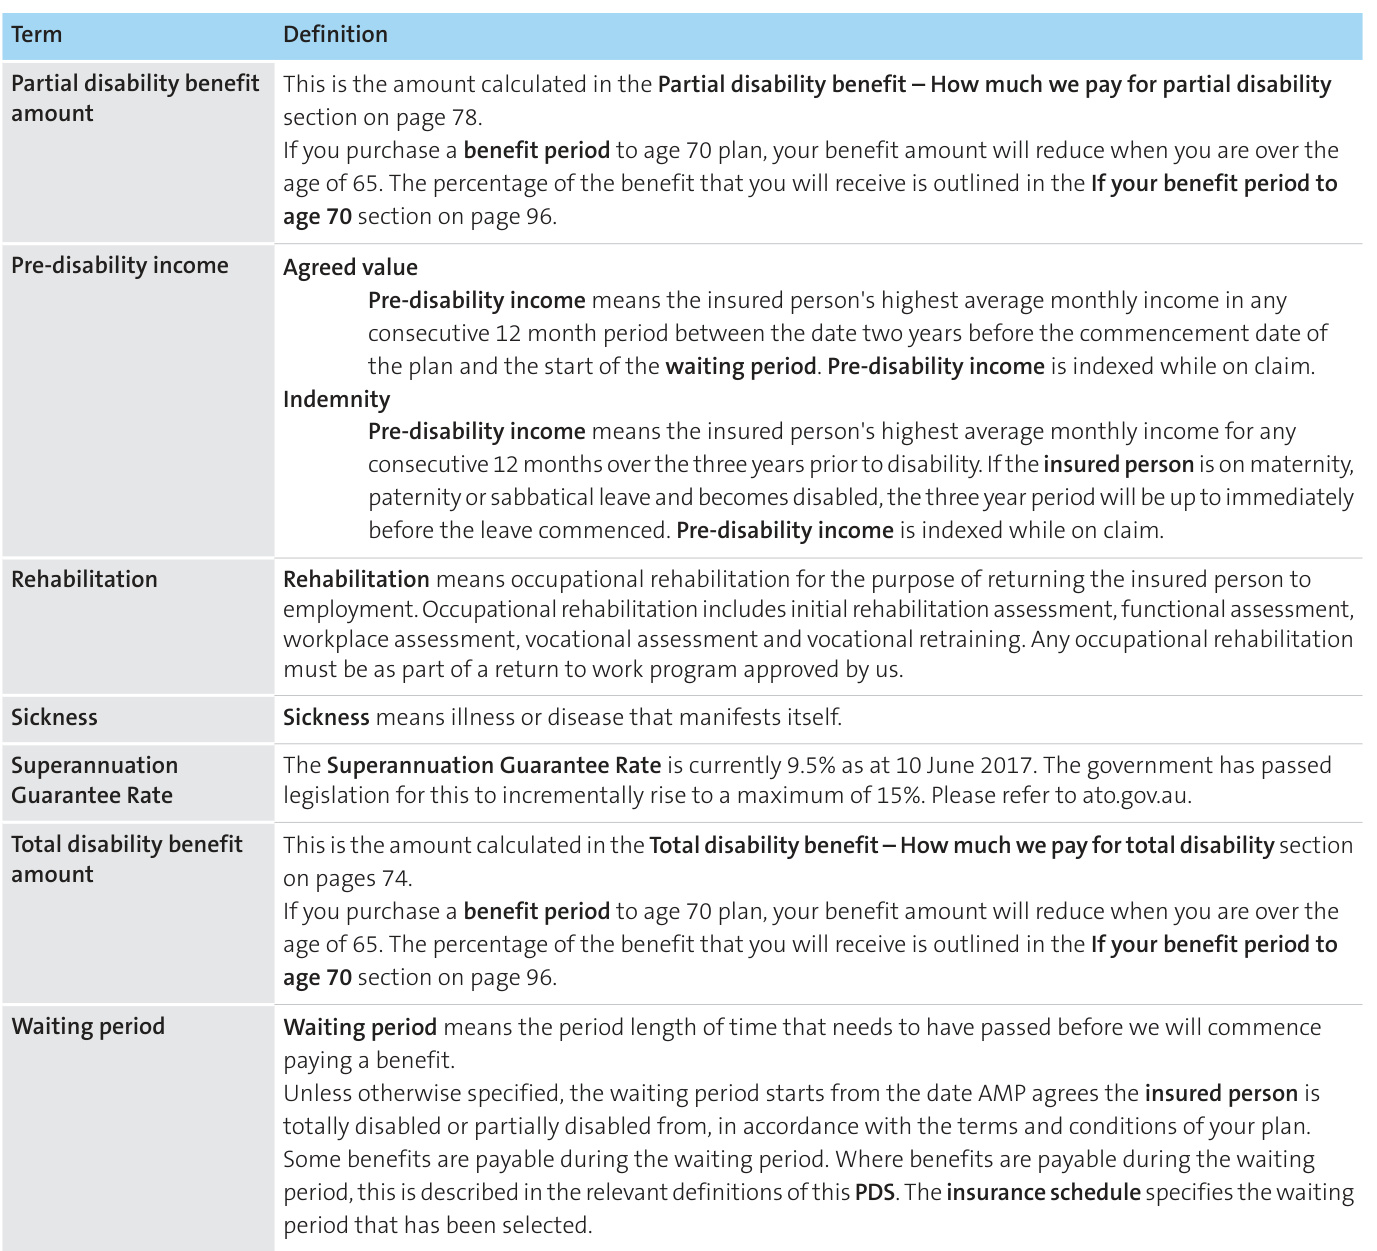 Term
Definition
Partial disability benefit
amount
This is the amount calculated in the Partial disability benefit – How much we pay for partial disability
section on page 78.
If you purchase a benefit period to age 70 plan, your benefit amount will reduce when you are over the
age of 65. The percentage of the benefit that you will receive is outlined in the If your benefit period to
age 70 section on page 96.
Pre-disability income
Agreed value
Pre-disability income means the insured person's highest average monthly income in any
consecutive 12 month period between the date two years before the commencement date of
the plan and the start of the waiting period. Pre-disability income is indexed while on claim.
Indemnity
Pre-disability income means the insured person's highest average monthly income for any
consecutive 12 months over the three years prior to disability. If the insured person is on maternity,
paternity or sabbatical leave and becomes disabled, the three year period will be up to immediately
before the leave commenced. Pre-disability income is indexed while on claim.
Rehabilitation
Rehabilitation means occupational rehabilitation for the purpose of returning the insured person to
employment. Occupational rehabilitation includes initial rehabilitation assessment, functional assessment,
workplace assessment, vocational assessment and vocational retraining. Any occupational rehabilitation
must be as part of a return to work program approved by us.
Sickness
Sickness means illness or disease that manifests itself.
Superannuation
Guarantee Rate
The Superannuation Guarantee Rate is currently 9.5% as at 10 June 2017. The government has passed
legislation for this to incrementally rise to a maximum of 15%. Please refer to ato.gov.au.
Total disability benefit
amount
This is the amount calculated in the Total disability benefit – How much we pay for total disability section
on pages 74.
If you purchase a benefit period to age 70 plan, your benefit amount will reduce when you are over the
age of 65. The percentage of the benefit that you will receive is outlined in the If your benefit period to
age 70 section on page 96.
Waiting period
Waiting period means the period length of time that needs to have passed before we will commence
paying a benefit.
Unless otherwise specified, the waiting period starts from the date AMP agrees the insured person is
totally disabled or partially disabled from, in accordance with the terms and conditions of your plan.
Some benefits are payable during the waiting period. Where benefits are payable during the waiting
period, this is described in the relevant definitions of this PDS. The insurance schedule specifies the waiting
period that has been selected.